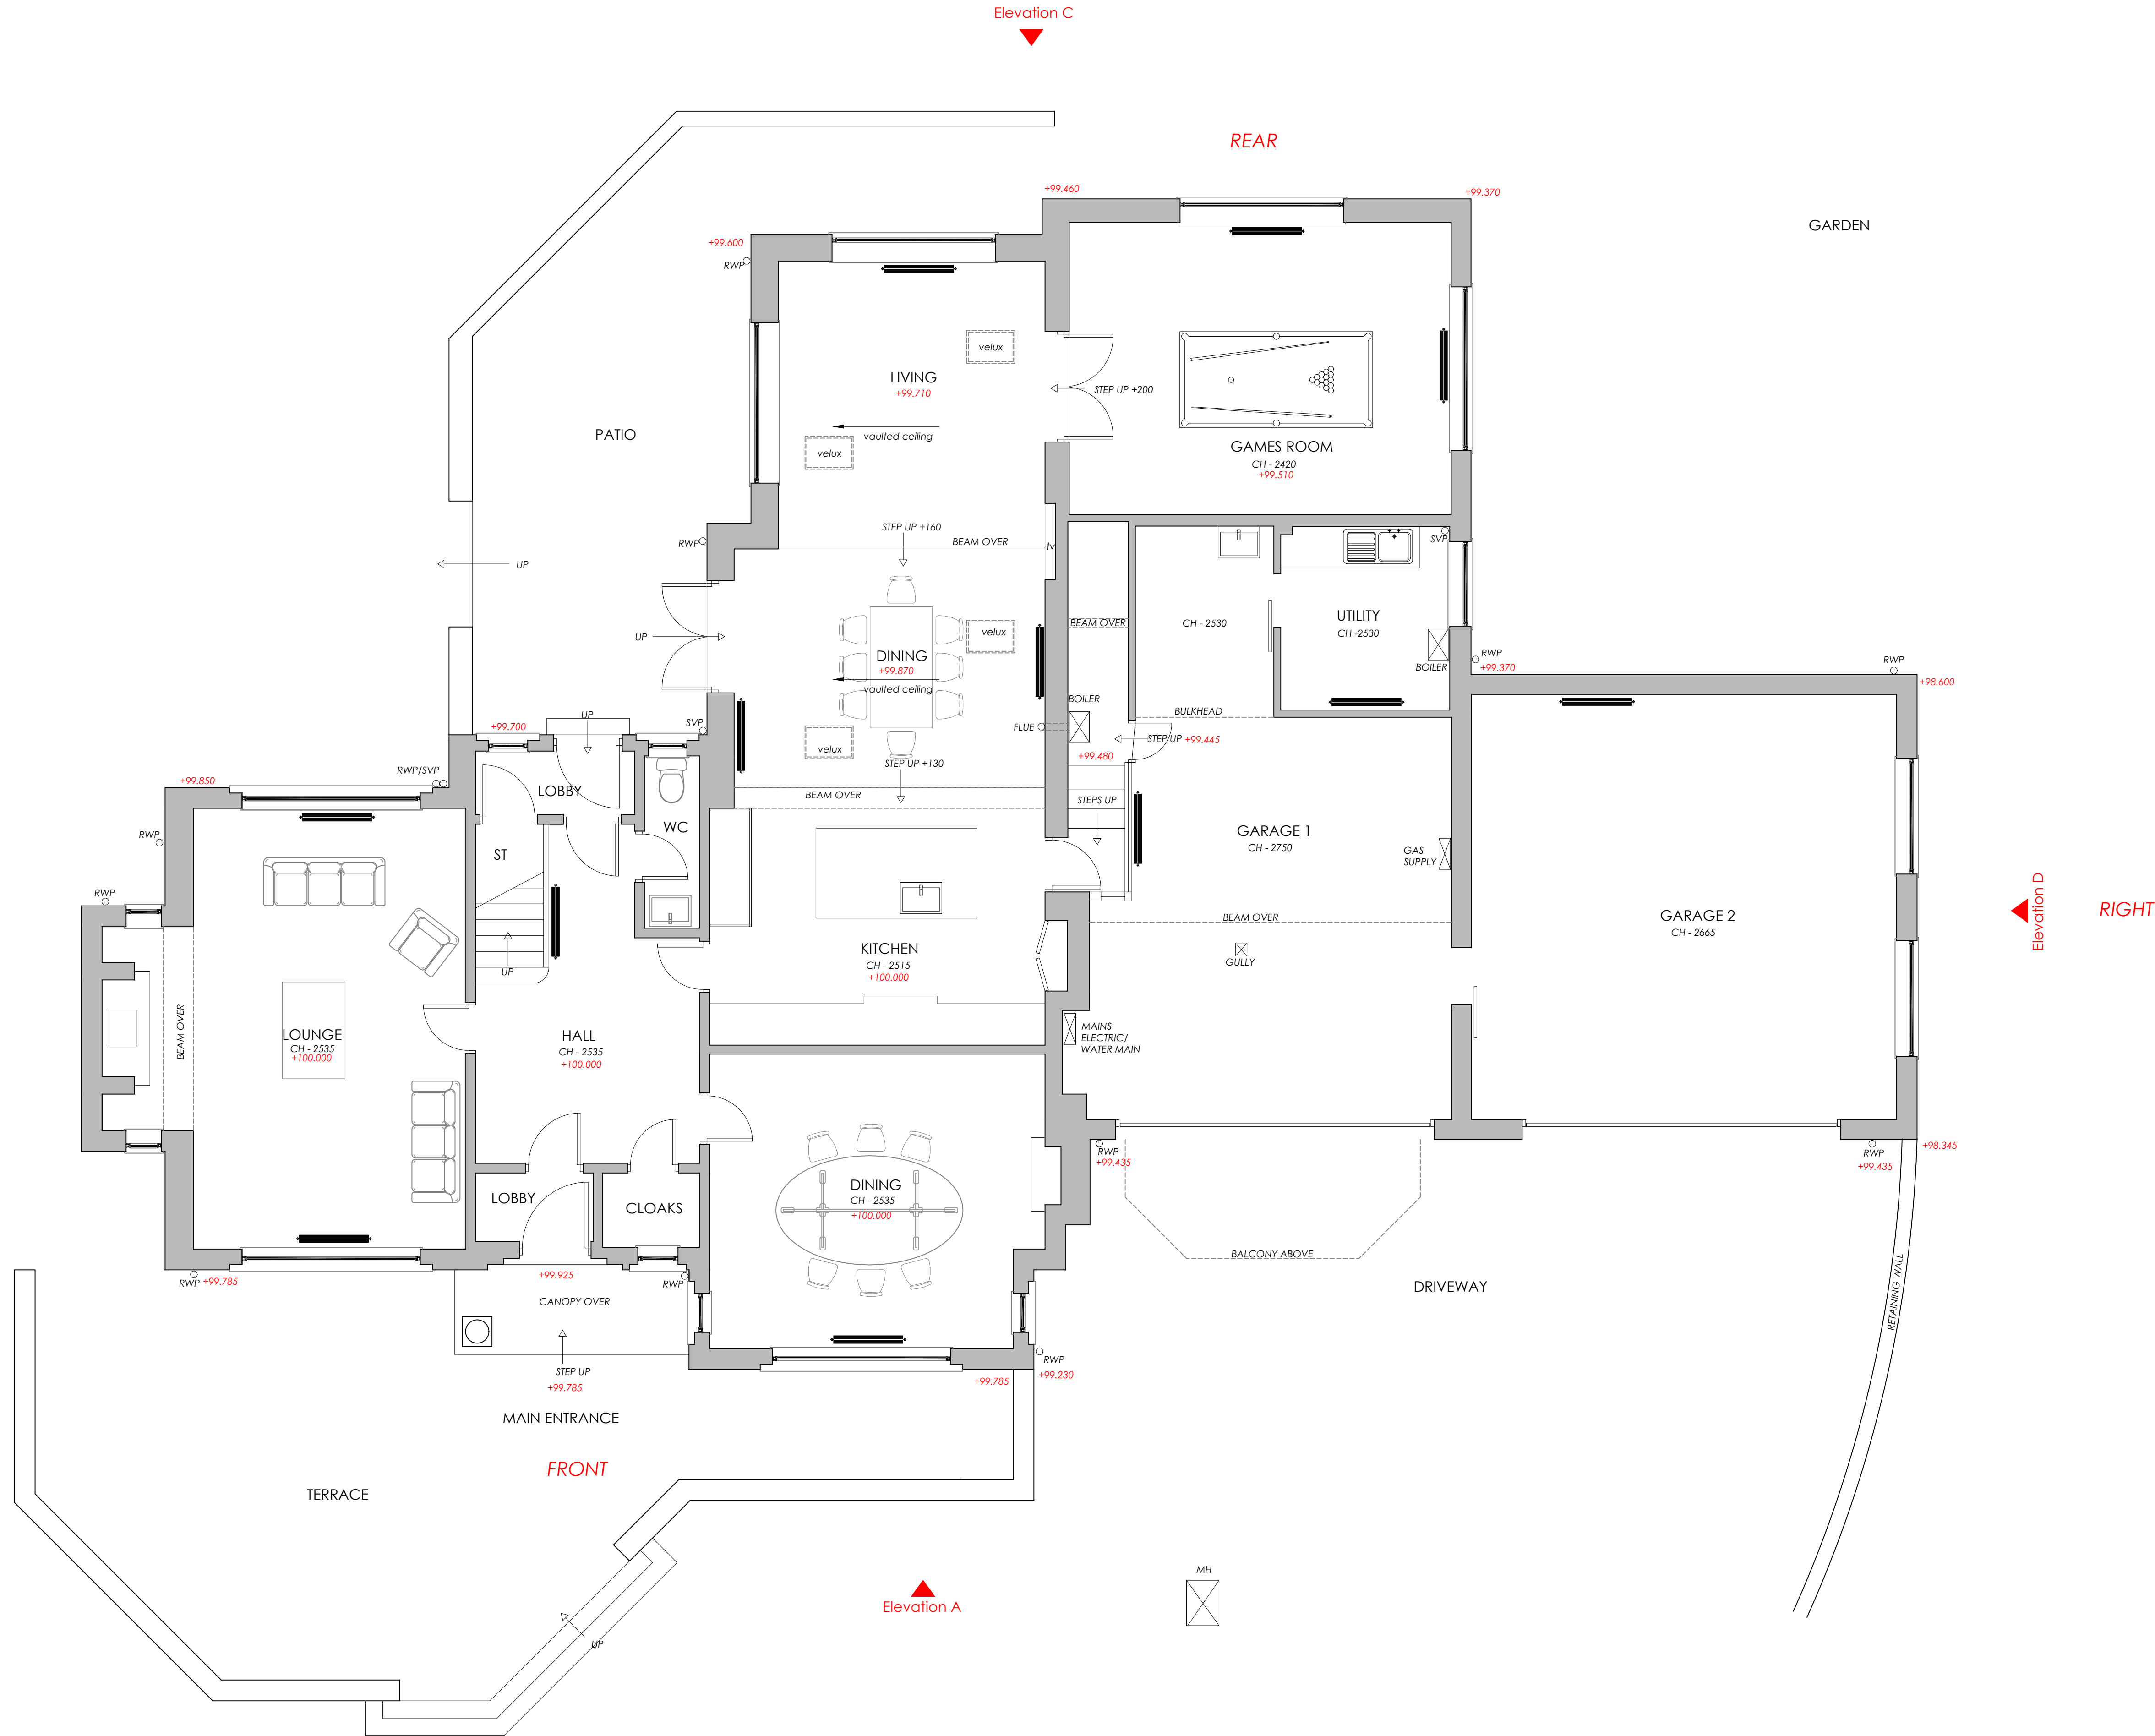 Elevation C
REAR
+99.460
+99.370
GARDEN
+99.600
RWP
velux
LIVING
+99.710
STEP UP +200
vaulted ceiling
velux
PATIO
GAMES ROOM
CH - 2420
+99.510
STEP UP +160
BEAM OVER
RWP
tv
SVP
UP
UP
velux
BEAM OVER
CH - 2530
UTILITY
CH -2530
BOILER
RWP
+99.370
RWP
+98.600
DINING
+99.870
vaulted ceiling
BOILER
BULKHEAD
FLUE
STEP UP +99.445
+99.480
UP
+99.700
SVP
velux
STEP UP +130
RWP/SVP
+99.850
LOBBY
BEAM OVER
STEPS UP
WC
RWP
ST
GARAGE 1
CH - 2750
GAS
SUPPLY
RWP
BEAM OVER
GARAGE 2
CH - 2665
Elevation D
RIGHT
KITCHEN
CH - 2515
+100.000
GULLY
UP
BEAM OVER
LOUNGE
CH - 2535
+100.000
HALL
CH - 2535
+100.000
MAINS
ELECTRIC/
WATER MAIN
RWP
+99.435
RWP
+99.435
+98.345
LOBBY
CLOAKS
DINING
CH - 2535
+100.000
BALCONY ABOVE
RETAINING WALL
DRIVEWAY
RWP +99.785
+99.925
RWP
CANOPY OVER
STEP UP
+99.785
+99.785
RWP
+99.230
MAIN ENTRANCE
FRONT
TERRACE
MH
Elevation A
UP